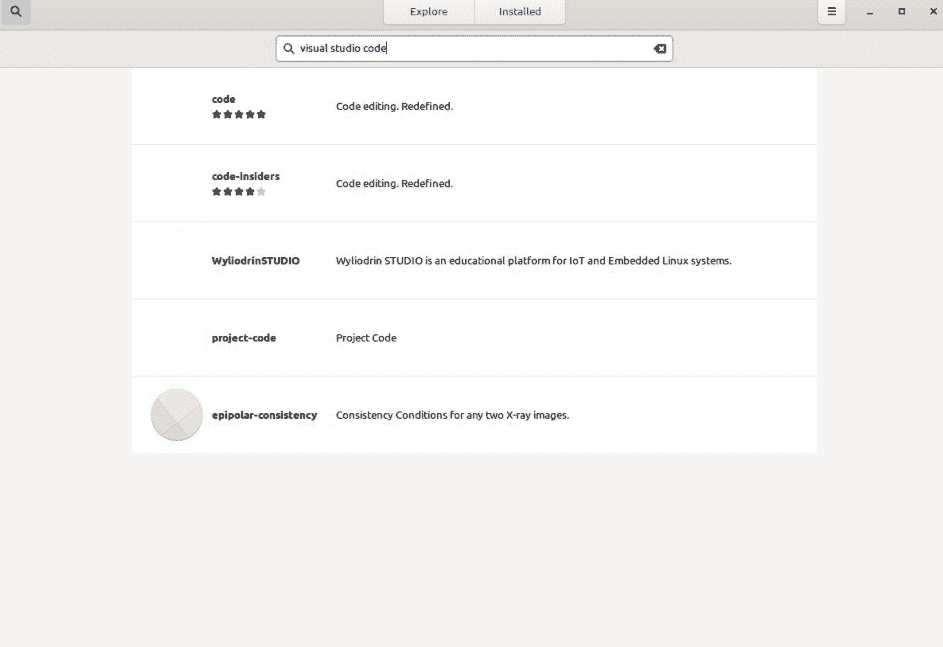 Explore Installed
visual studio code
code
Code editing. Redefined.
code-insiders
Code editing. Redefined.
WyliodrinSTUDIO
Wyliodrin STUDIO is an educational platform for IoT and Embedded Linux systems.
project-code
Project Code
epipolar-consistency
Consistency Conditions for any two X-ray images.